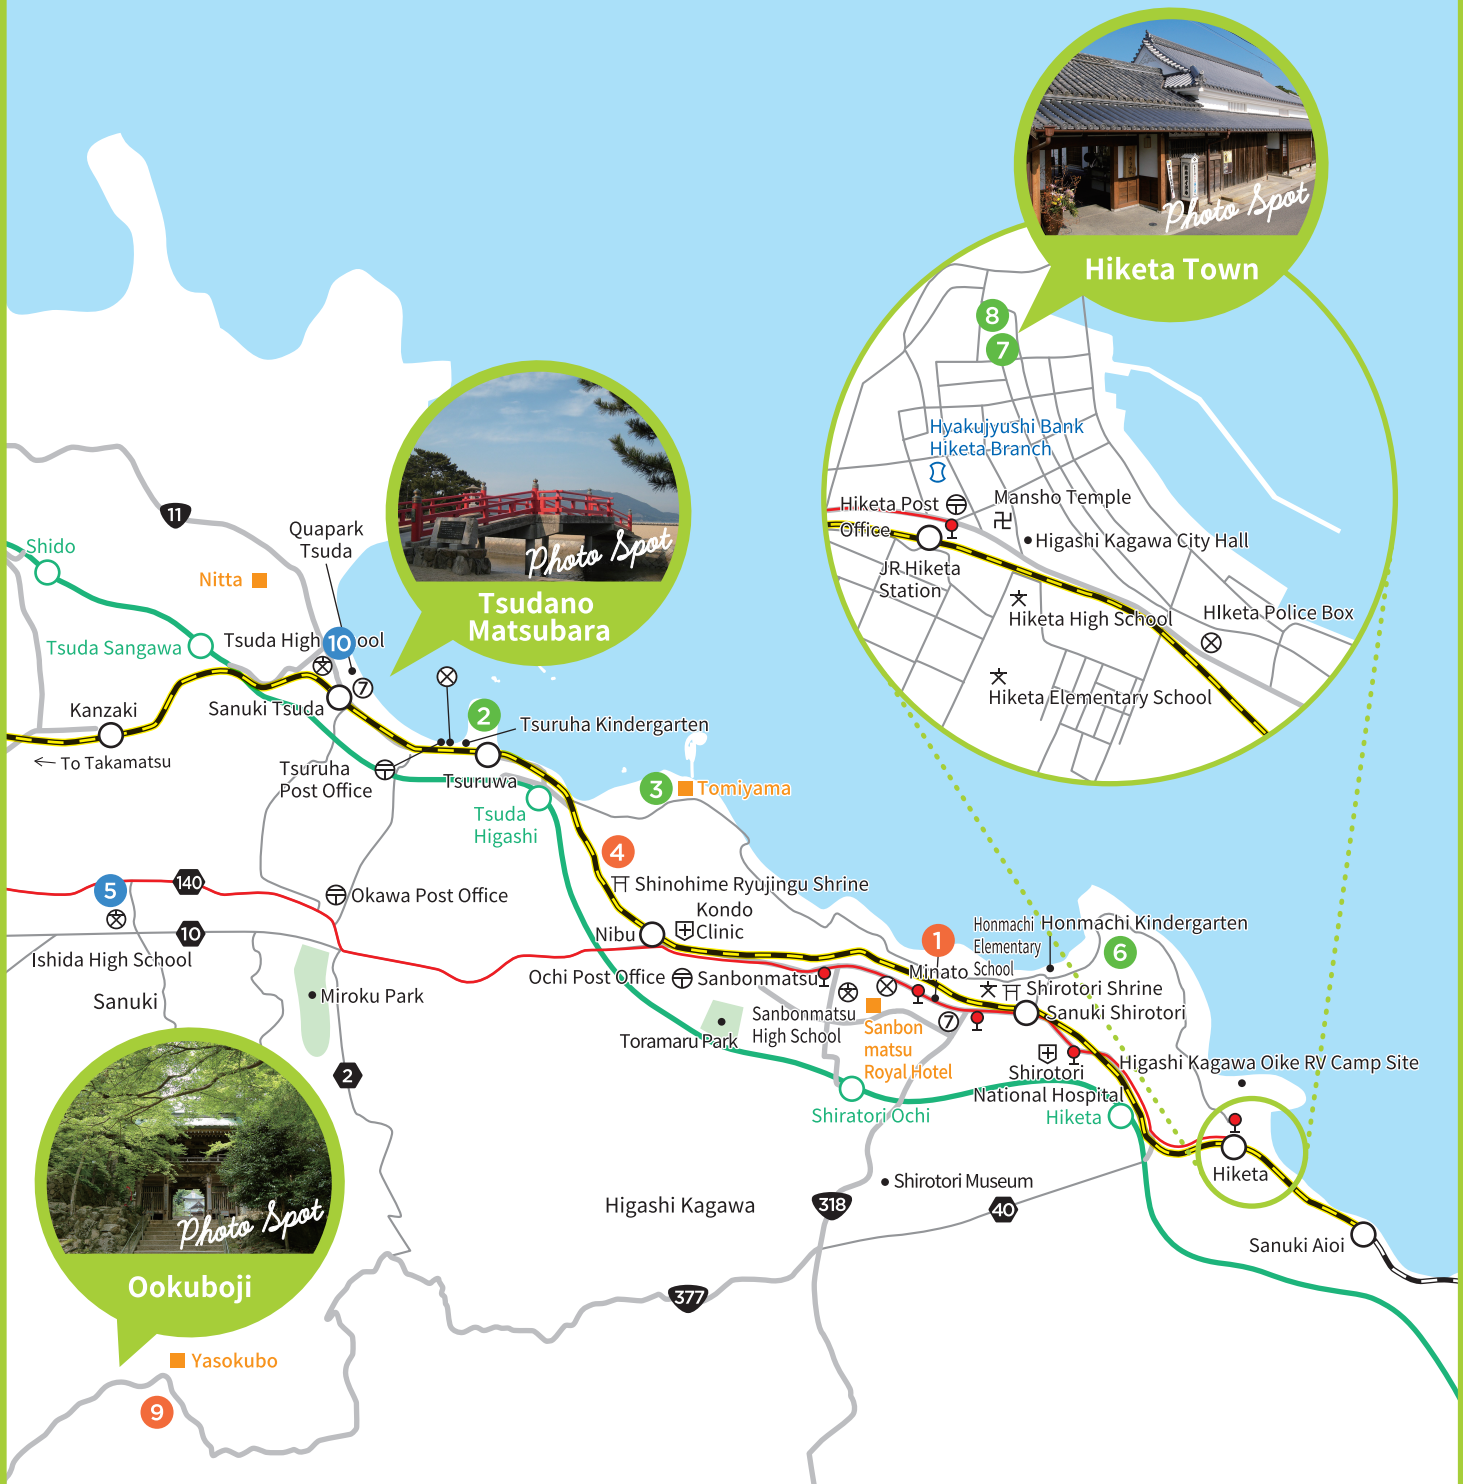 Photo Spot
Hiketa Town
8
7
Hyakujyushi Bank
Hiketa Branch
Hiketa Post
Office
Mansho Temple
Higashi Kagawa City Hall
JR Hiketa
Station
Hiketa High School
HIketa Police Box
Hiketa Elementary School
Photo Spot
Tsudano
Matsubara
11
Quapark
Tsuda
Shido
Nitta
Tsuda Sangawa
Tsuda High
ool
10
7
Kanzaki
Sanuki Tsuda
To Takamatsu
2
Tsuruha Kindergarten
Tsuruha
Post Office
Tsuruwa
Tsuda
Higashi
3
Tomiyama
4
5
140
10
Ishida High School
Okawa Post Office
Shinohime Ryujingu Shrine
Kondo
Clinic
Nibu
Sanuki
Miroku Park
Ochi Post Office
Sanbonmatsu
1
Minato
Honmachi
Elementary
School
Honmachi Kindergarten
6
Shirotori Shrine
Sanuki Shirotori
Toramaru Park
Sanbonmatsu
High School
7
Sanbon
matsu
Royal Hotel
Shirotori
National Hospital
Higashi Kagawa Oike RV Camp Site
2
Shiratori Ochi
Hiketa
Hiketa
Shirotori Museum
Higashi Kagawa
318
40
Sanuki Aioi
377
Photo Spot
Ookuboji
Yasokubo
9